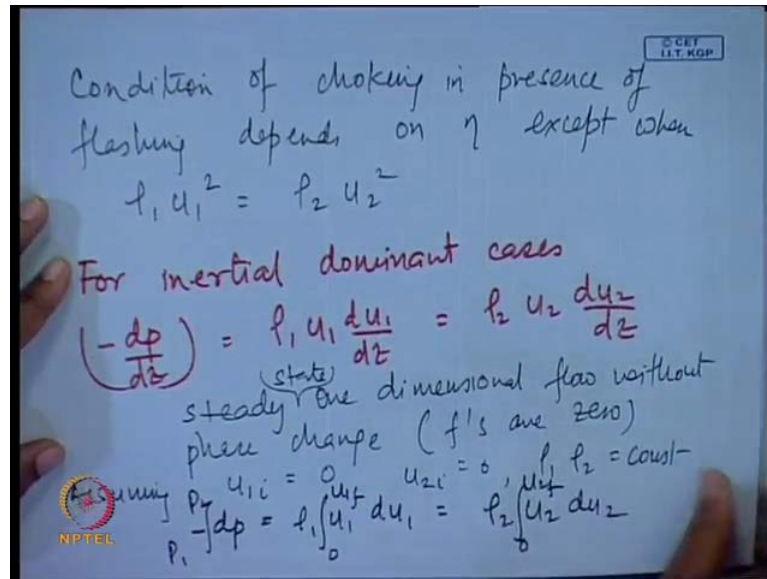 © CET
I.I.T. KGP
Condition of choking in presence of
flashing depends on η except when
ρ₁ u₁² = ρ₂ u₂²
For inertial dominant cases
(-dp/dz) = ρ₁ u₁ du₁/dz = ρ₂ u₂ du₂/dz
(state)
steady one dimensional flow without
phase change (f's are zero)
Assuming u₁ᵢ = 0 u₂ᵢ = 0, ρ₁ ρ₂ = const
-∫dp = ρ₁ ∫₀ u₁ du₁ = ρ₂ ∫₀ u₂ du₂
NPTEL